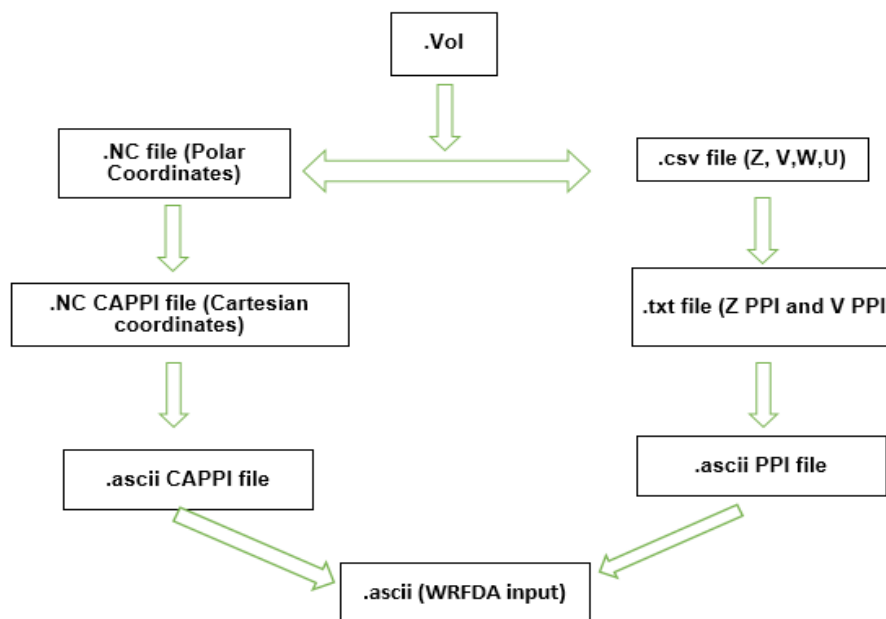 .Vol
.NC file (Polar
Coordinates)
.csv file (Z, V,W,U)
.NC CAPPI file (Cartesian
coordinates)
.txt file (Z PPI and V PPI
.ascii CAPPI file
.ascii PPI file
.ascii (WRFDA input)